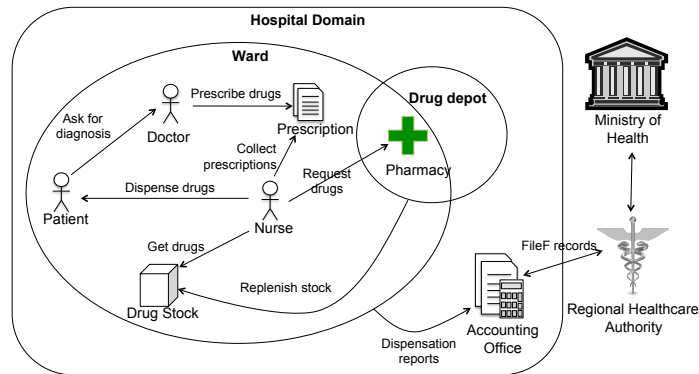 Hospital Domain
Ward
Drug depot
Prescribe drugs
Ask for
diagnosis
Doctor
Prescription
Ministry of
Health
Collect
prescriptions
Pharmacy
Request
drugs
Dispense drugs
Patient
Nurse
Get drugs
FileF records
Replenish stock
Drug Stock
Regional Healthcare
Authority
Accounting
Office
Dispensation
reports